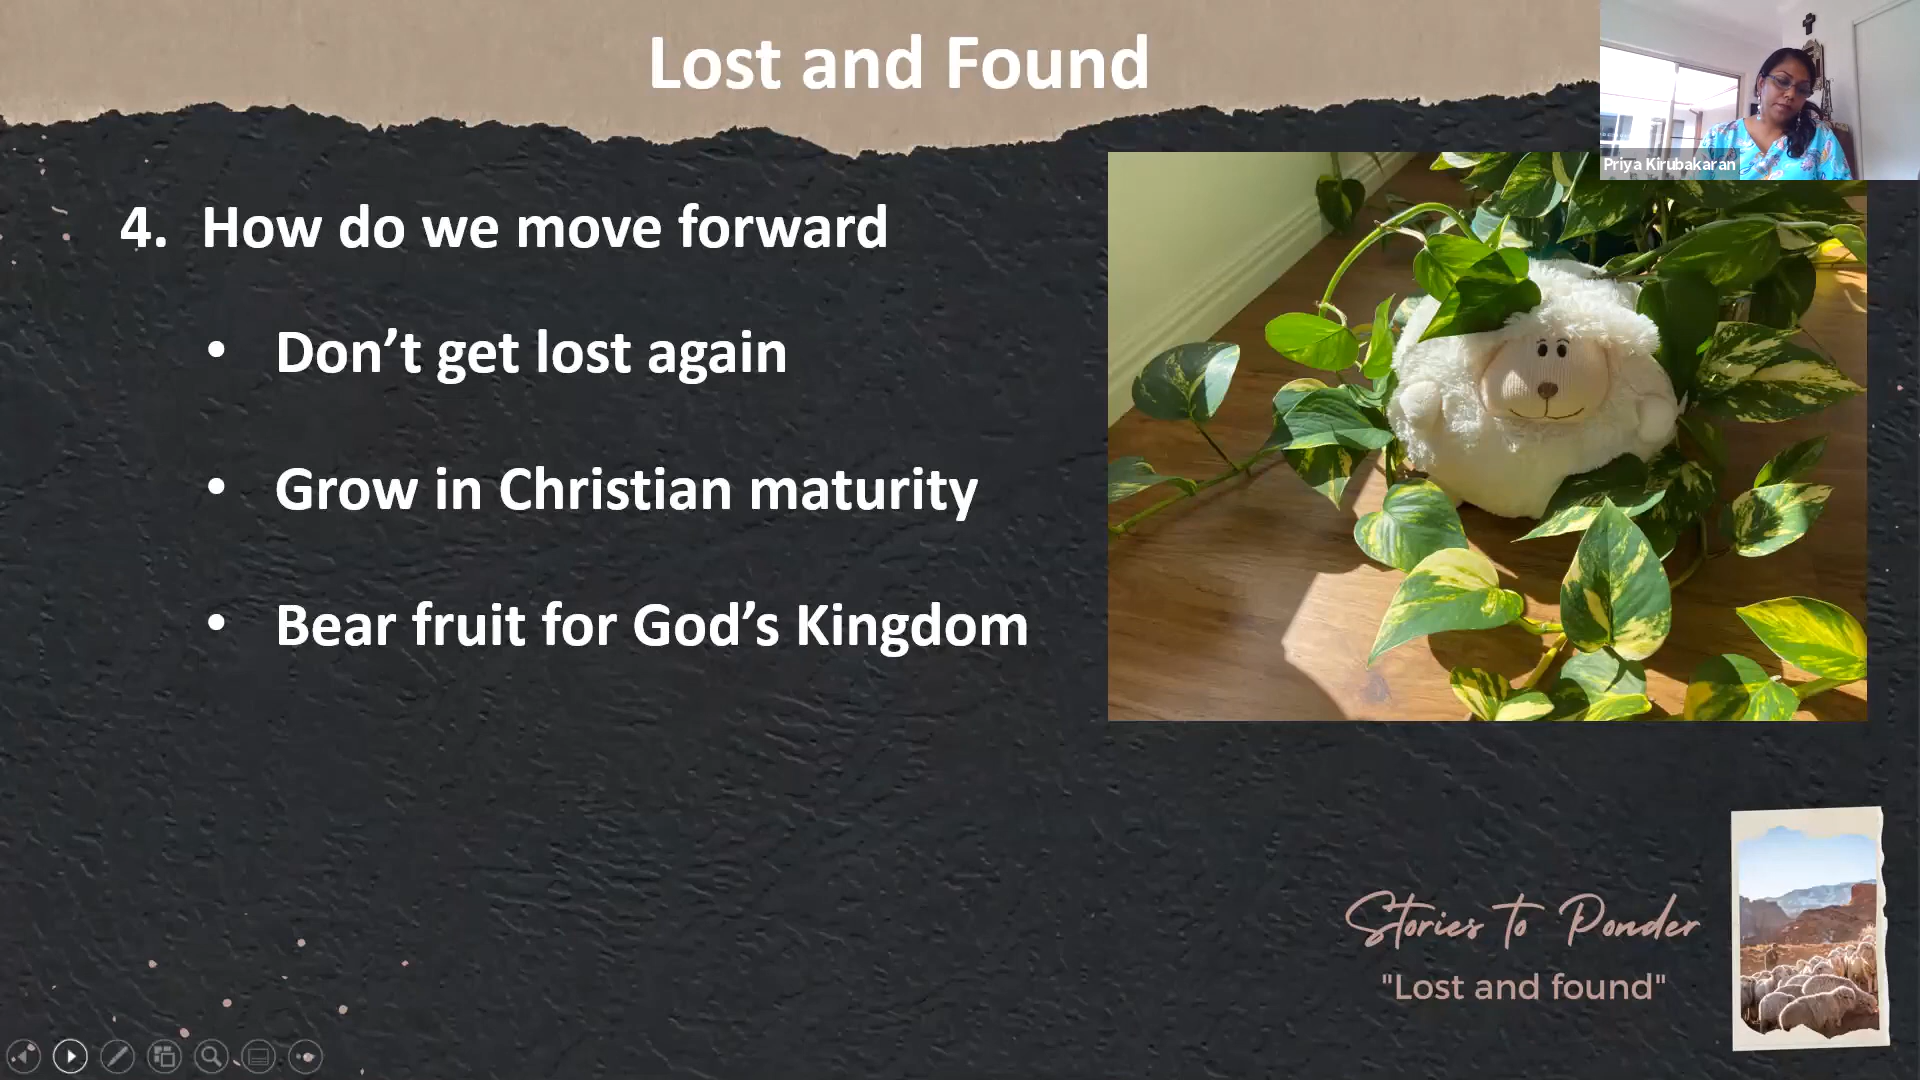 Lost and Found
Priya Kirubakaran
4. How do we move forward
• Don’t get lost again
• Grow in Christian maturity
• Bear fruit for God’s Kingdom
Stories to Ponder
"Lost and found"